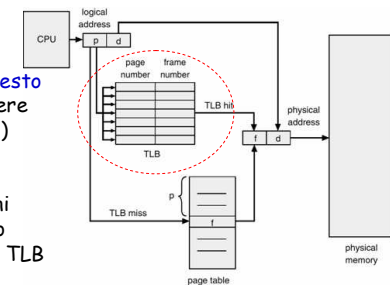 logical
address
CPU
p d
page number
frame number
esto
ere
)
TLB hit
physical
address
f d
TLB
p
ni
TLB miss
o
f
TLB
physical
memory
page table